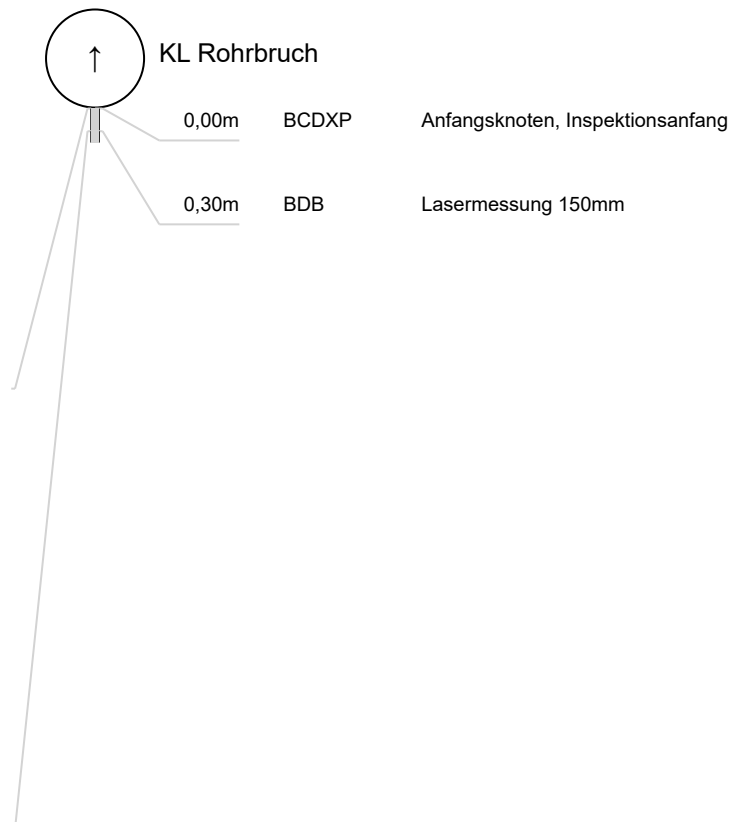 ↑
KL Rohrbruch
0,00m BCDXP Anfangsknoten, Inspektionsanfang
0,30m BDB Lasermessung 150mm